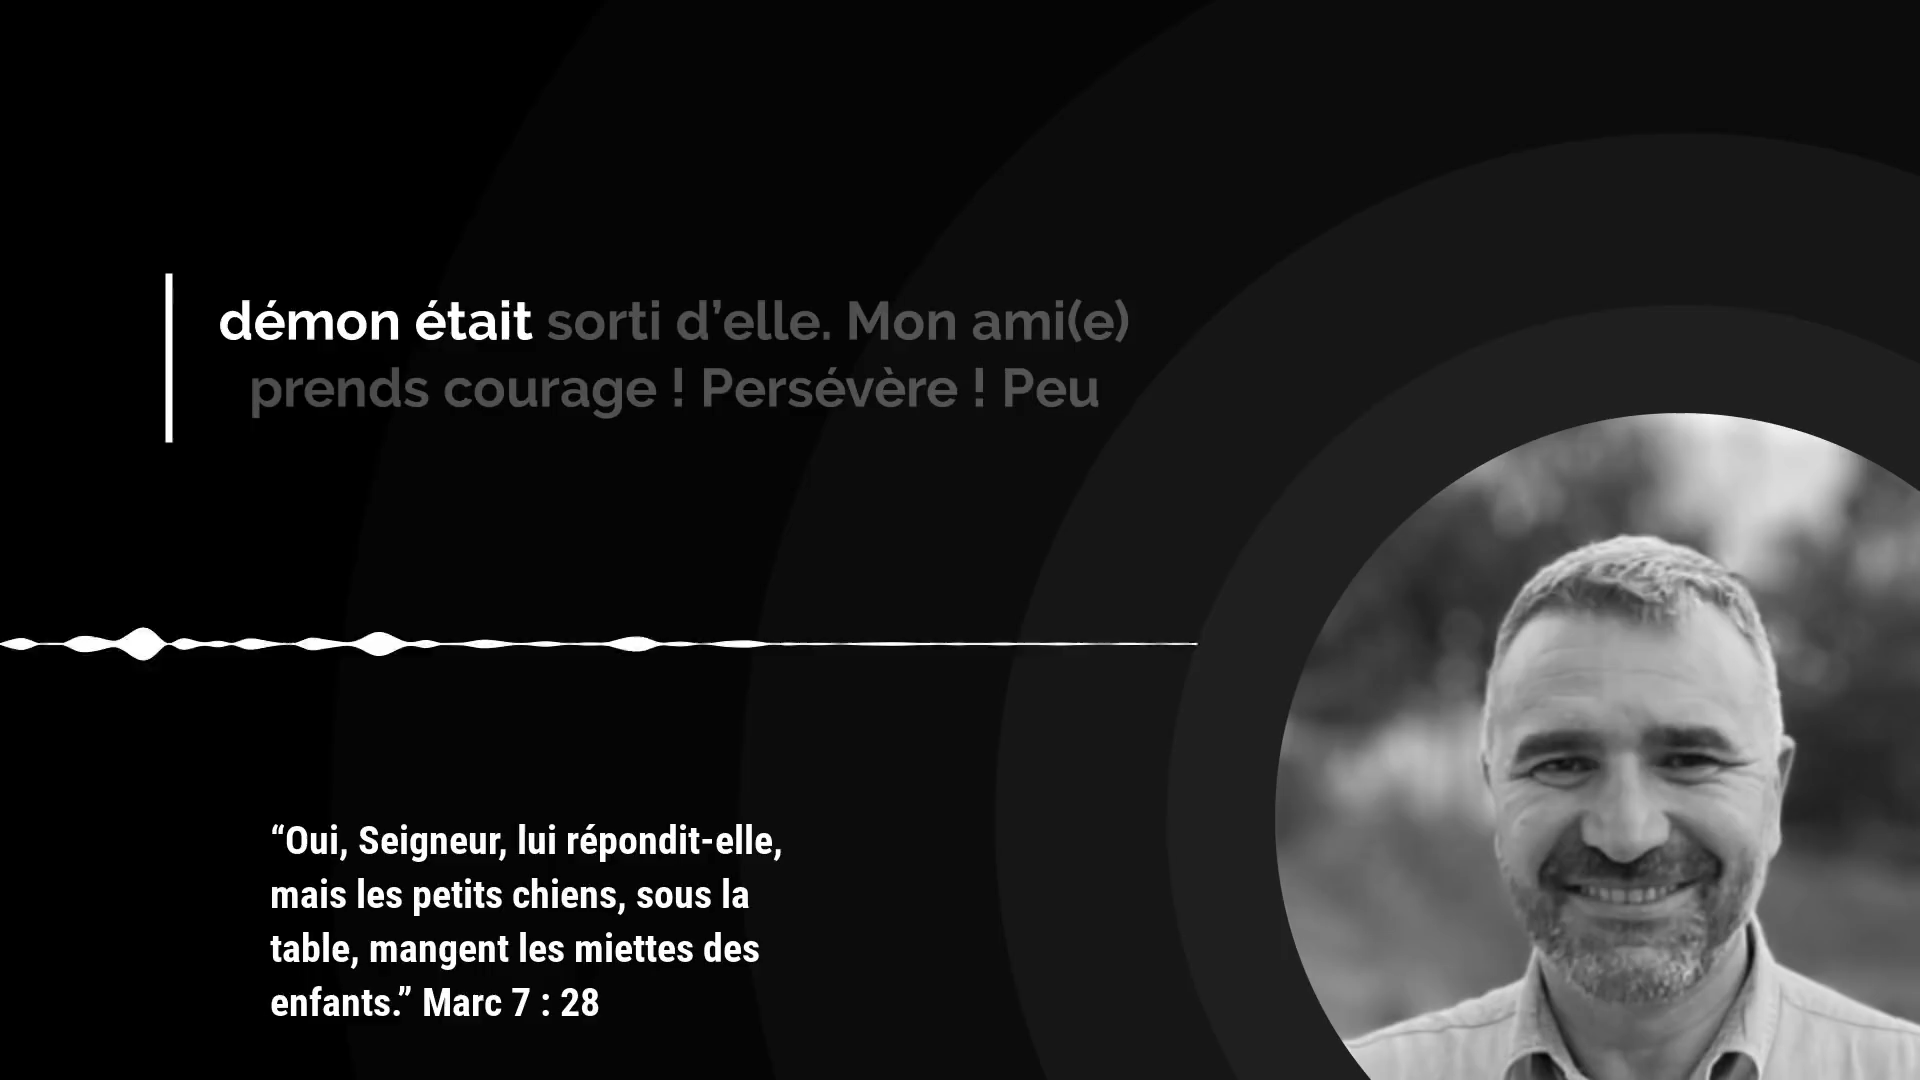 démon était sorti d’elle. Mon ami(e)
prends courage ! Persévère ! Peu
“Oui, Seigneur, lui répondit-elle,
mais les petits chiens, sous la
table, mangent les miettes des
enfants.” Marc 7 : 28